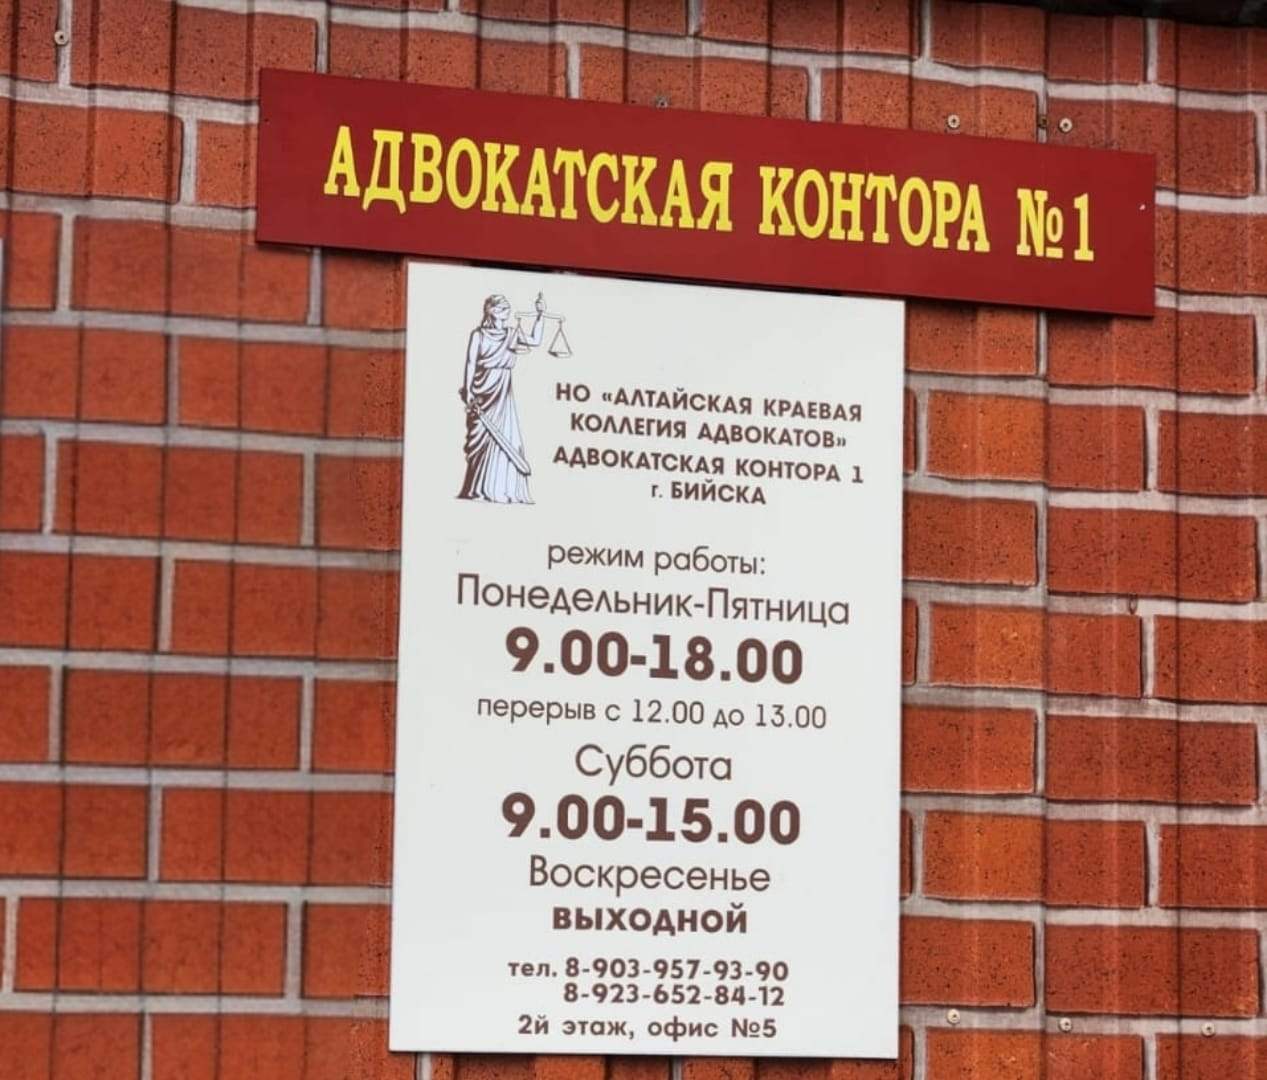 АДВОКАТСКАЯ КОНТОРА №1
НО «АЛТАЙСКАЯ КРАЕВАЯ
КОЛЛЕГИЯ АДВОКАТОВ»
АДВОКАТСКАЯ КОНТОРА 1
г. БИЙСКА
режим работы:
Понедельник-Пятница
9.00-18.00
перерыв с 12.00 до 13.00
Суббота
9.00-15.00
Воскресенье
выходной
тел. 8-903-957-93-90
8-923-652-84-12
2й этаж, офис №5